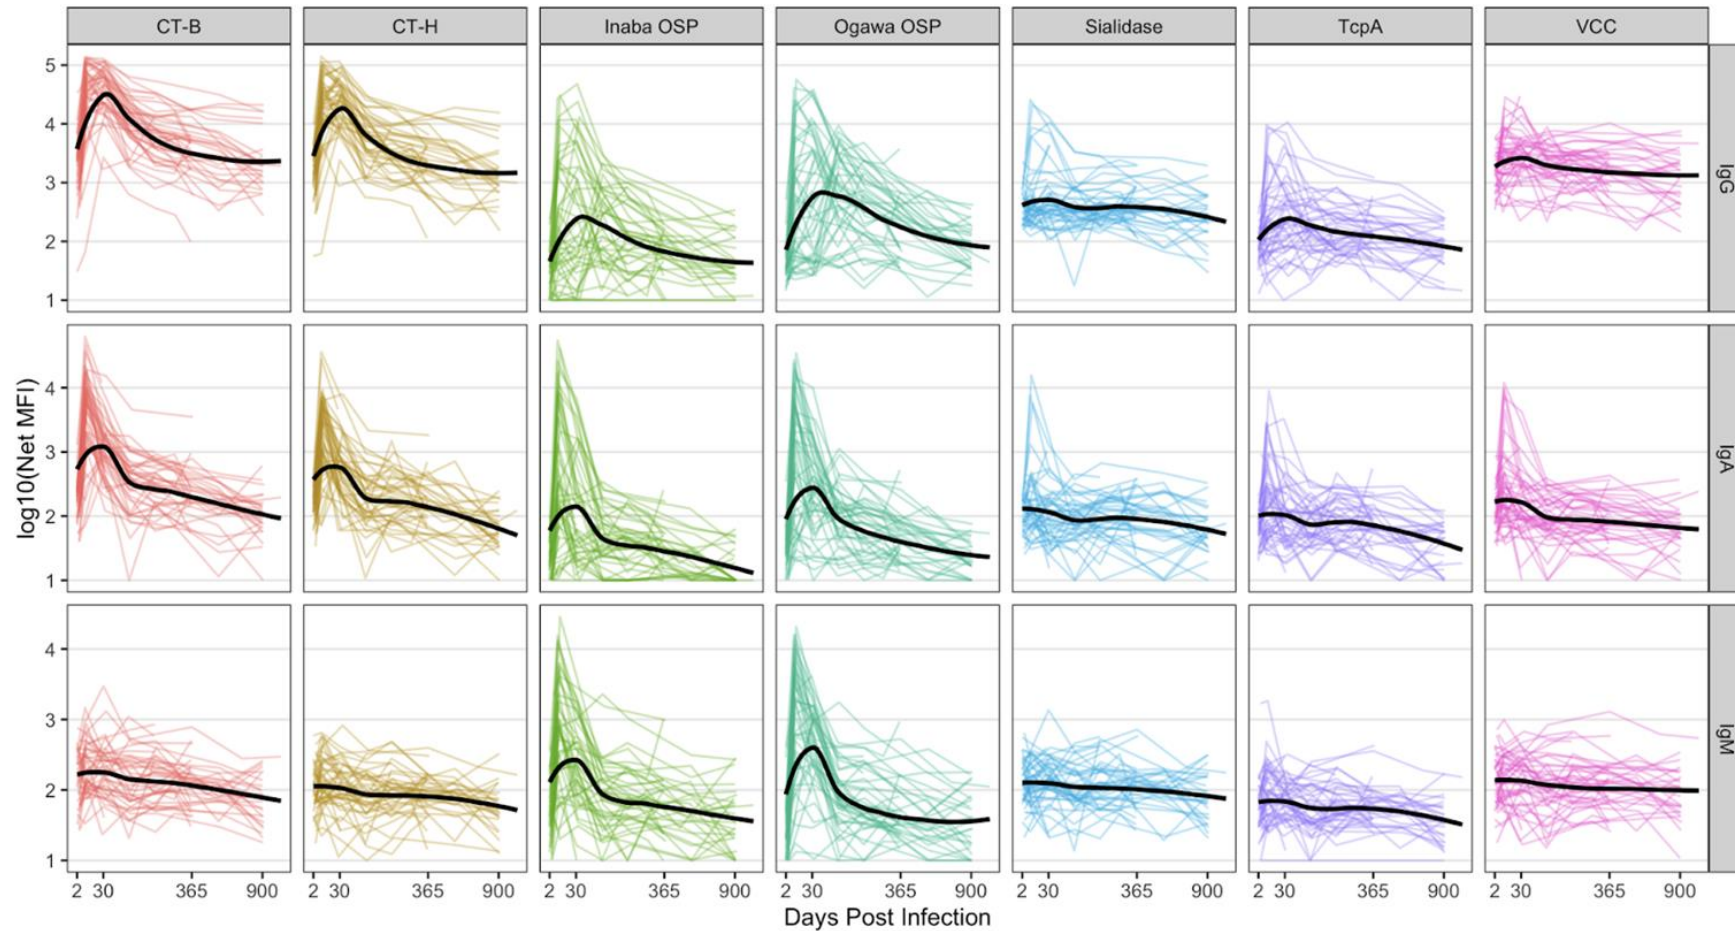 CT-B CT-H Inaba OSP Ogawa OSP Sialidase TcpA VCC
5
4
3
2
1
IgG
4
3
2
1
IgA
log10(Net MFI)
4
3
2
1
IgM
2 30 365 900 2 30 365 900 2 30 365 900 2 30 365 900 2 30 365 900 2 30 365 900 2 30 365 900
Days Post Infection